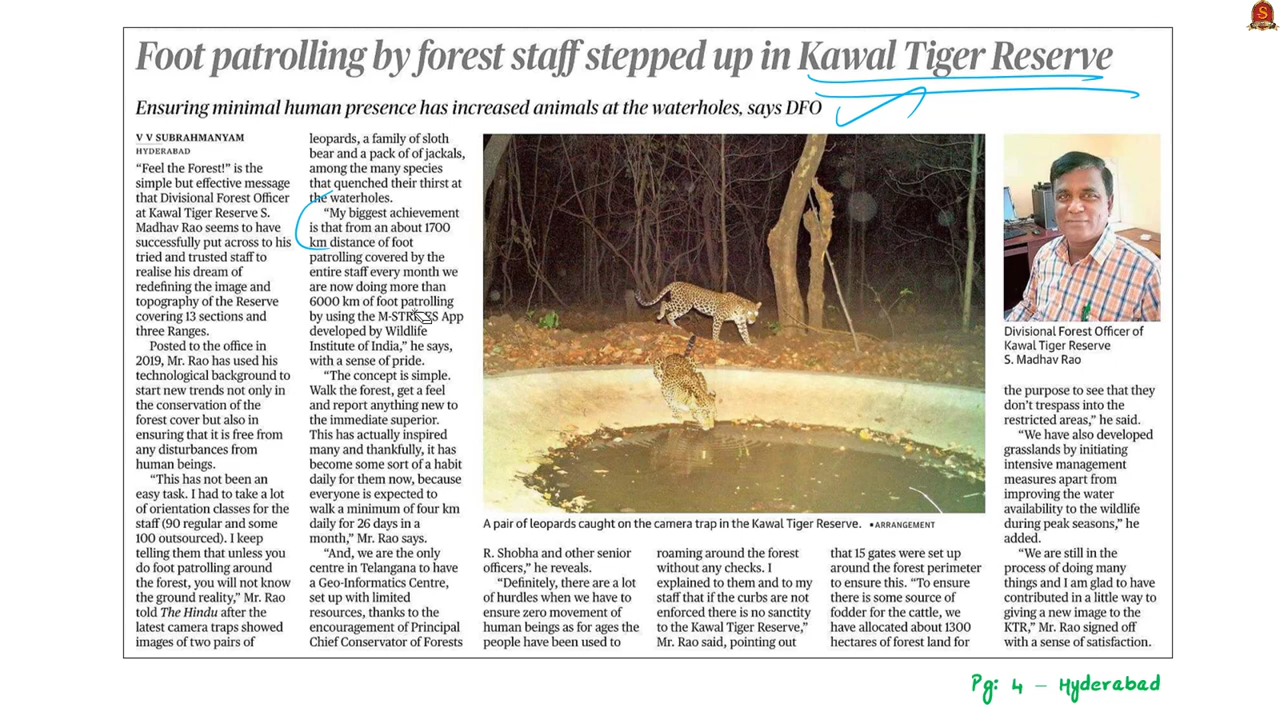 Foot patrolling by forest staff stepped up in Kawal Tiger Reserve
Ensuring minimal human presence has increased animals at the waterholes, says DFO
V V SUBRAHMANYAM
HYDERABAD
“Feel the Forest!” is the
simple but effective message
that Divisional Forest Officer
at Kawal Tiger Reserve S.
Madhav Rao seems to have
successfully put across to his
tried and trusted staff to
realise his dream of
redefining the image and
topography of the Reserve
covering 13 sections and
three Ranges.
Posted to the office in
2019, Mr. Rao has used his
technological background to
start new trends not only in
the conservation of the
forest cover but also in
ensuring that it is free from
any disturbances from
human beings.
“This has not been an
easy task. I had to take a lot
of orientation classes for the
staff (90 regular and some
100 outsourced). I keep
telling them that unless you
do foot patrolling around
the forest, you will not know
the ground reality,” Mr. Rao
told The Hindu after the
latest camera traps showed
images of two pairs of
leopards, a family of sloth
bear and a pack of of jackals,
among the many species
that quenched their thirst at
the waterholes.
“My biggest achievement
is that from an about 1700
km distance of foot
patrolling covered by the
entire staff every month we
are now doing more than
6000 km of foot patrolling
by using the App
developed by Wildlife
Institute of India,” he says,
with a sense of pride.
“The concept is simple.
Walk the forest, get a feel
and report anything new to
the immediate superior.
This has actually inspired
many and thankfully, it has
become some sort of a habit
daily for them now, because
everyone is expected to
walk a minimum of four km
daily for 26 days in a
month,” Mr. Rao says.
“And, we are the only
centre in Telangana to have
a Geo-Informatics Centre,
set up with limited
resources, thanks to the
encouragement of Principal
Chief Conservator of Forests
A pair of leopards caught on the camera trap in the Kawal Tiger Reserve. •ARRANGEMENT
R. Shobha and other senior
officers,” he reveals.
“Definitely, there are a lot
of hurdles when we have to
ensure zero movement of
human beings as for ages the
people have been used to
roaming around the forest
without any checks. I
explained to them and to my
staff that if the curbs are not
enforced there is no sanctity
to the Kawal Tiger Reserve,”
Mr. Rao said, pointing out
that 15 gates were set up
around the forest perimeter
to ensure this. “To ensure
there is some source of
fodder for the cattle, we
have allocated about 1300
hectares of forest land for
Divisional Forest Officer of
Kawal Tiger Reserve
S. Madhav Rao
the purpose to see that they
don’t trespass into the
restricted areas,” he said.
“We have also developed
grasslands by initiating
intensive management
measures apart from
improving the water
availability to the wildlife
during peak seasons,” he
added.
“We are still in the
process of doing many
things and I am glad to have
contributed in a little way to
giving a new image to the
KTR,” Mr. Rao signed off
with a sense of satisfaction.
Pg: 4 – Hyderabad